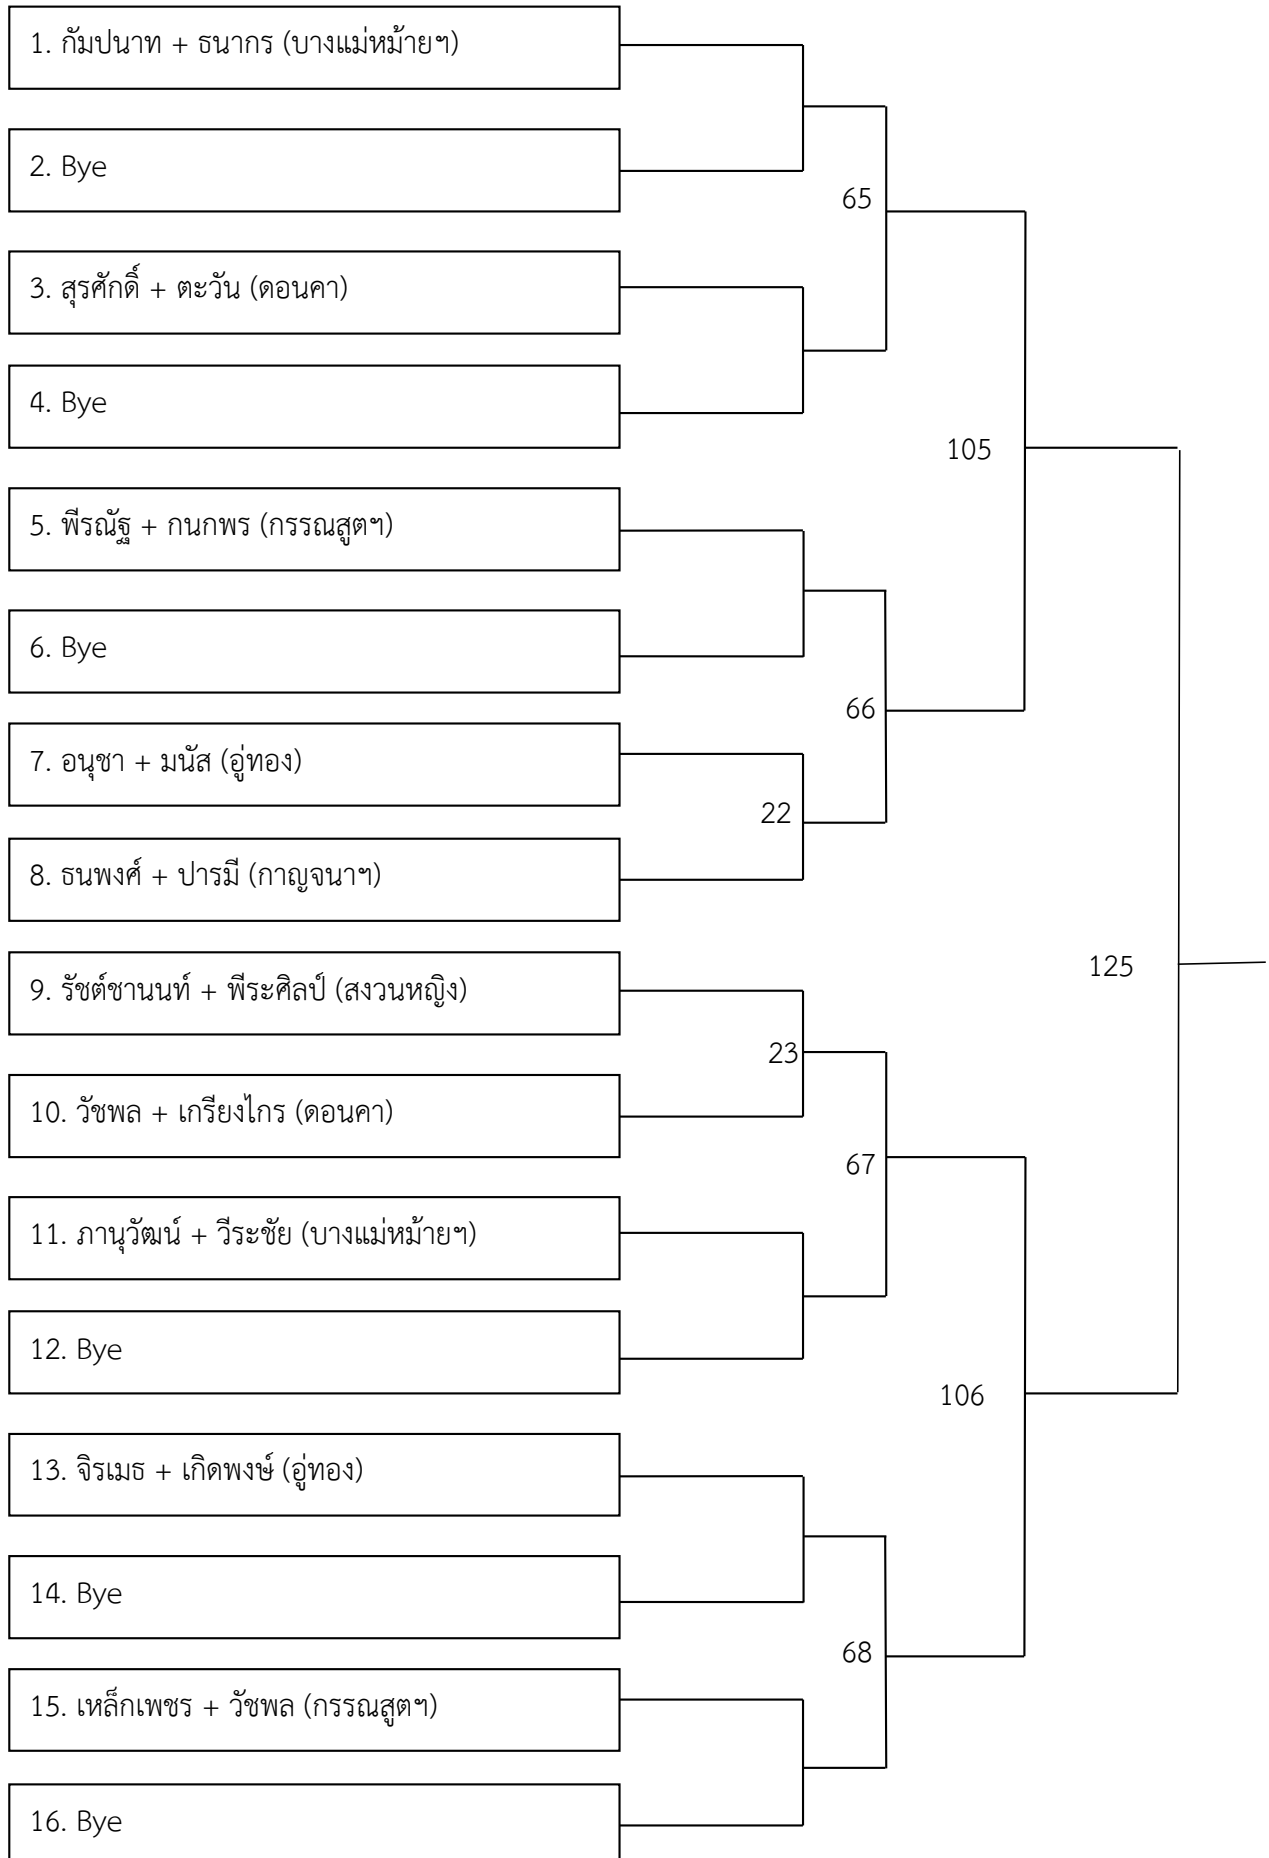 1. กัมปนาท + ธนากร (บางแม่หม้ายฯ)
2. Bye
65
3. สุรศักดิ์ + ตะวัน (ดอนคา)
4. Bye
105
5. พีรณัฐ + กนกพร (กรรณสูตฯ)
6. Bye
66
7. อนุชา + มนัส (อู่ทอง)
22
8. ธนพงศ์ + ปารมี (กาญจนาฯ)
125
9. รัชต์ชานนท์ + พีระศิลป์ (สงวนหญิง)
23
10. วัชพล + เกรียงไกร (ดอนคา)
67
11. ภานุวัฒน์ + วีระชัย (บางแม่หม้ายฯ)
12. Bye
106
13. จิรเมธ + เกิดพงษ์ (อู่ทอง)
14. Bye
68
15. เหล็กเพชร + วัชพล (กรรณสูตฯ)
16. Bye